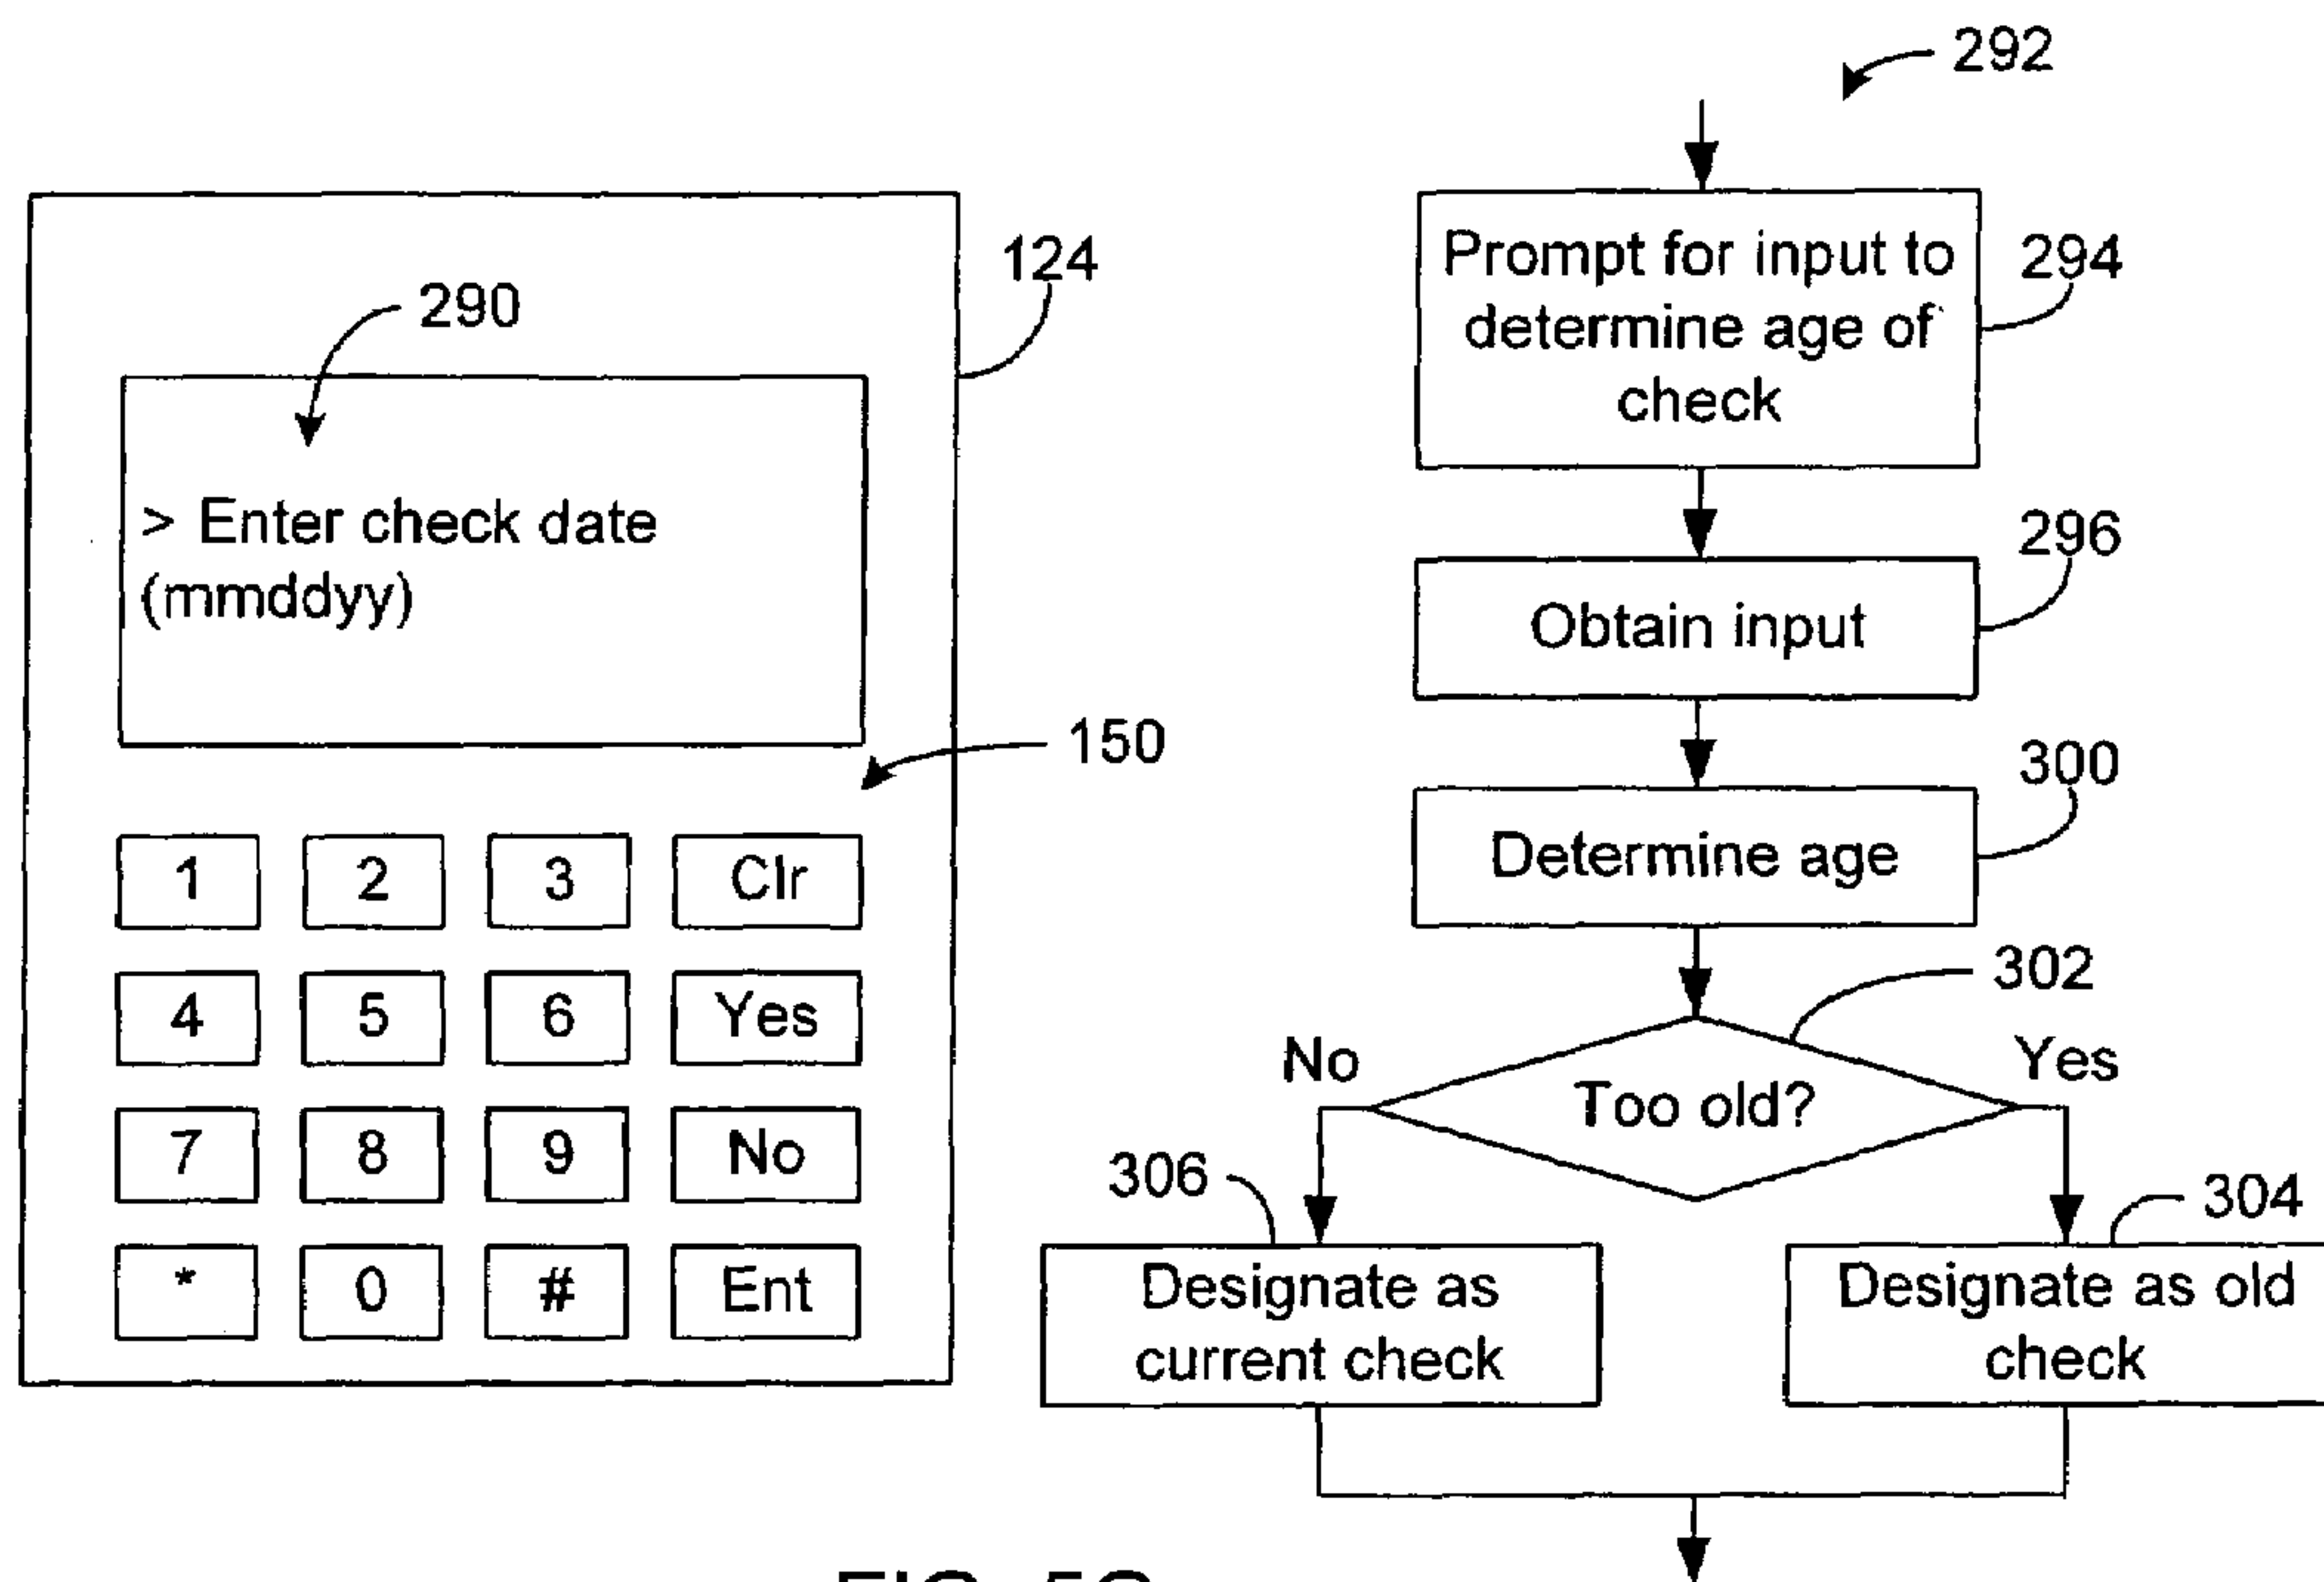 292
124
290
> Enter check date
(mmddyy)
150
1 2 3 Clr
4 5 6 Yes
7 8 9 No
* 0 # Ent
Prompt for input to
determine age of
check
294
Obtain input
296
Determine age
300
302
No
Yes
Too old?
306
304
Designate as
current check
Designate as old
check